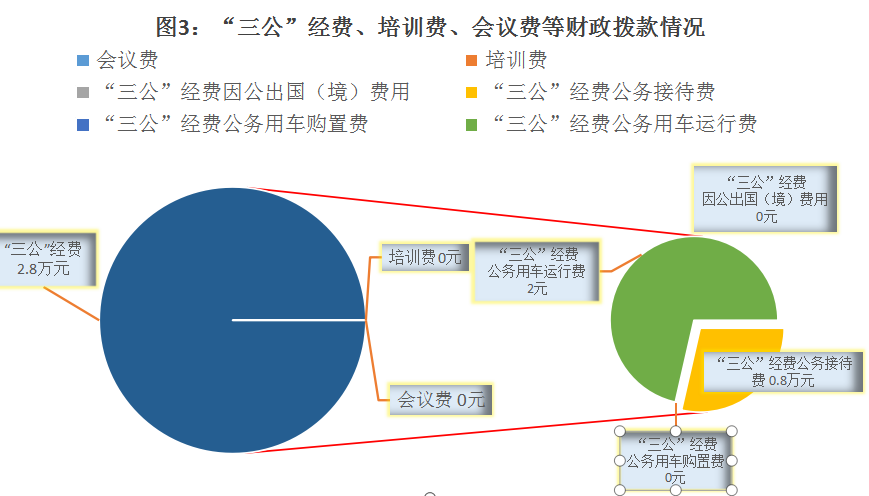 图3：“三公”经费、培训费、会议费等财政拨款情况
会议费
培训费
“三公”经费因公出国（境）费用
“三公”经费公务接待费
“三公”经费公务用车购置费
“三公”经费公务用车运行费
“三公”经费
因公出国（境）费用
0元
“三公”经费
2.8万元
培训费0元
“三公”经费
公务用车运行费
2元
“三公”经费公务接待
费 0.8万元
会议费 0元
“三公”经费
公务用车购置费
0元